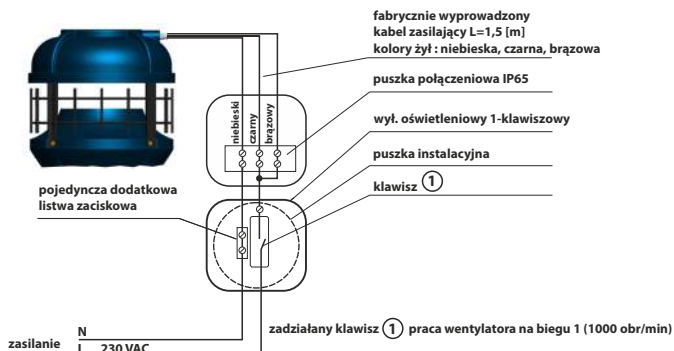 fabrycznie wyprowadzony
kabel zasilający L=1,5 [m]
kolory żył : niebieska, czarna, brązowa
puszka połączeniowa IP65
niebieski
czarny
brązowy
wył. oświetleniowy 1-klawiszowy
puszka instalacyjna
klawisz 1
pojedyncza dodatkowa
listwa zaciskowa
zadziałany klawisz 1 praca wentylatora na biegu 1 (1000 obr/min)
N
zasilanie
L 230 VAC